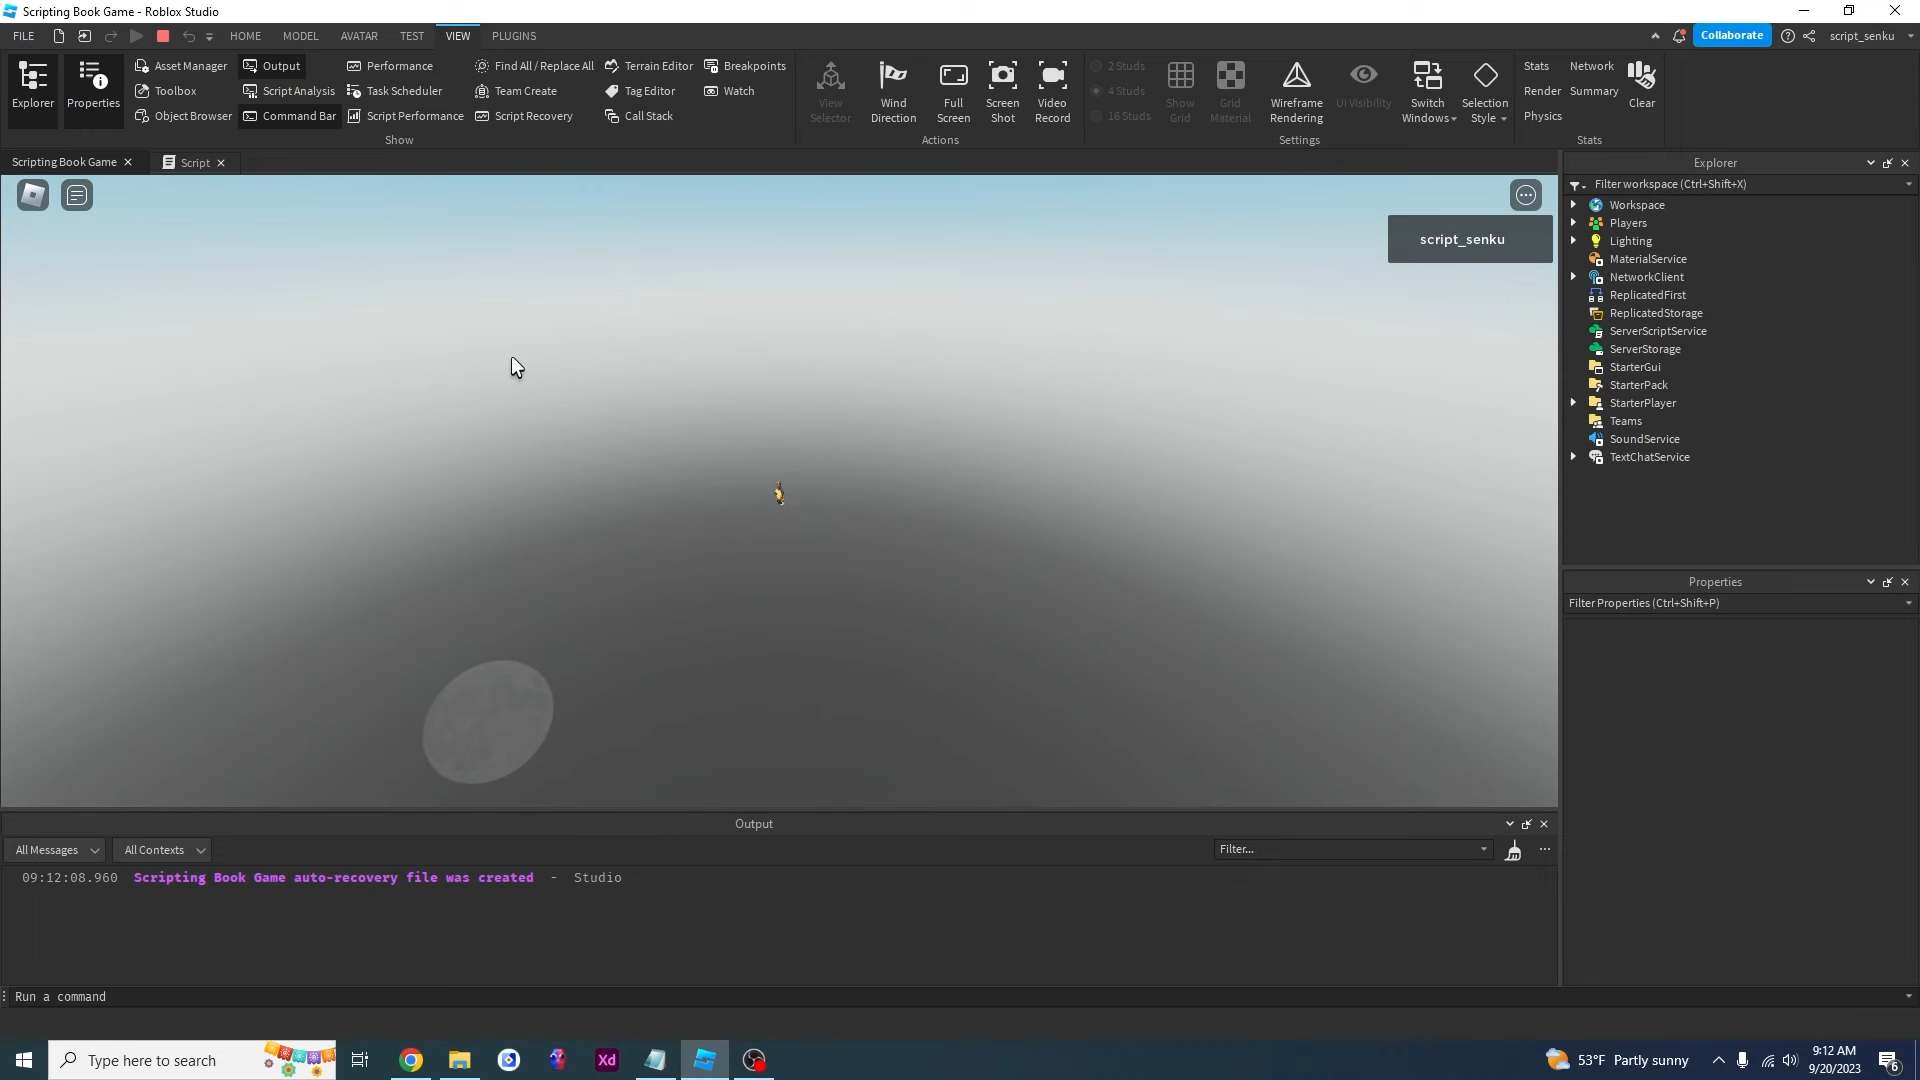 Scripting Book Game - Roblox Studio
FILE HOME MODEL AVATAR TEST VIEW PLUGINS Collaborate script_senku
Explorer
Properties
Asset Manager
Toolbox
Object Browser
Output
Script Analysis
Command Bar
Performance
Task Scheduler
Script Performance
Find All / Replace All
Team Create
Script Recovery
Terrain Editor
Tag Editor
Call Stack
Breakpoints
Watch
Show
View
Selector
Wind
Direction
Full
Screen
Screen
Shot
Video
Record
Actions
2 Studs
4 Studs
16 Studs
Show
Grid
Grid
Material
Wireframe
Rendering
UI Visibility
Switch
Windows
Selection
Style
Settings
Stats
Render
Physics
Network
Summary
Clear
Stats
Scripting Book Game Script
script_senku
Explorer
Filter workspace (Ctrl+Shift+X)
Workspace
Players
Lighting
MaterialService
NetworkClient
ReplicatedFirst
ReplicatedStorage
ServerScriptService
ServerStorage
StarterGui
StarterPack
StarterPlayer
Teams
SoundService
TextChatService
Properties
Filter Properties (Ctrl+Shift+P)
Output
All Messages All Contexts Filter...
09:12:08.960 Scripting Book Game auto-recovery file was created - Studio
Run a command
Type here to search
Xd
53°F Partly sunny
9:12 AM
9/20/2023
6